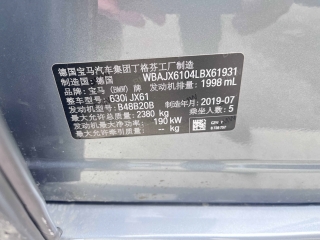 德国宝马汽车集团丁格芬工厂制造
制造国：德国 WBAJX6104LBX61931
品牌：宝马 (BMW) 牌 发动机排量：1998 mL
整车型号：630i JX61
发动机型号：B48B20B 制造年月：2019-07
最大允许总质量：2380 kg 乘坐人数：5
发动机最大净功率：190 kW
最大允许牵引质量： kg